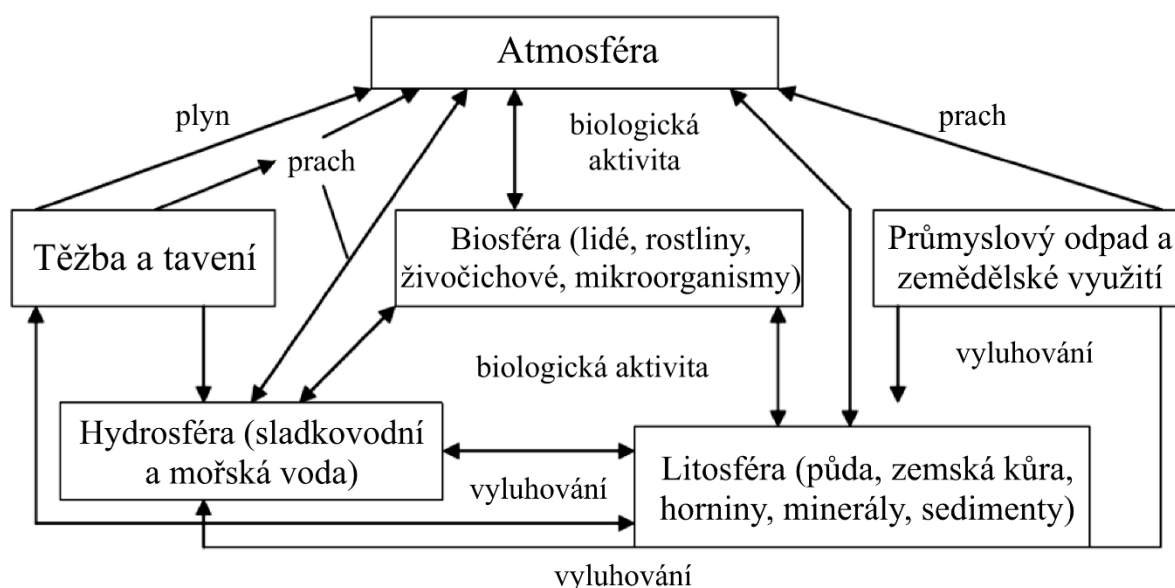 Atmosféra
plyn
prach
biologická
aktivita
prach
Těžba a tavení
Biosféra (lidé, rostliny,
živočichové, mikroorganismy)
Průmyslový odpad a
zemědělské využití
biologická aktivita
vyluhování
Hydrosféra (sladkovodní
a mořská voda)
vyluhování
Litosféra (půda, zemská kůra,
horniny, minerály, sedimenty)
vyluhování